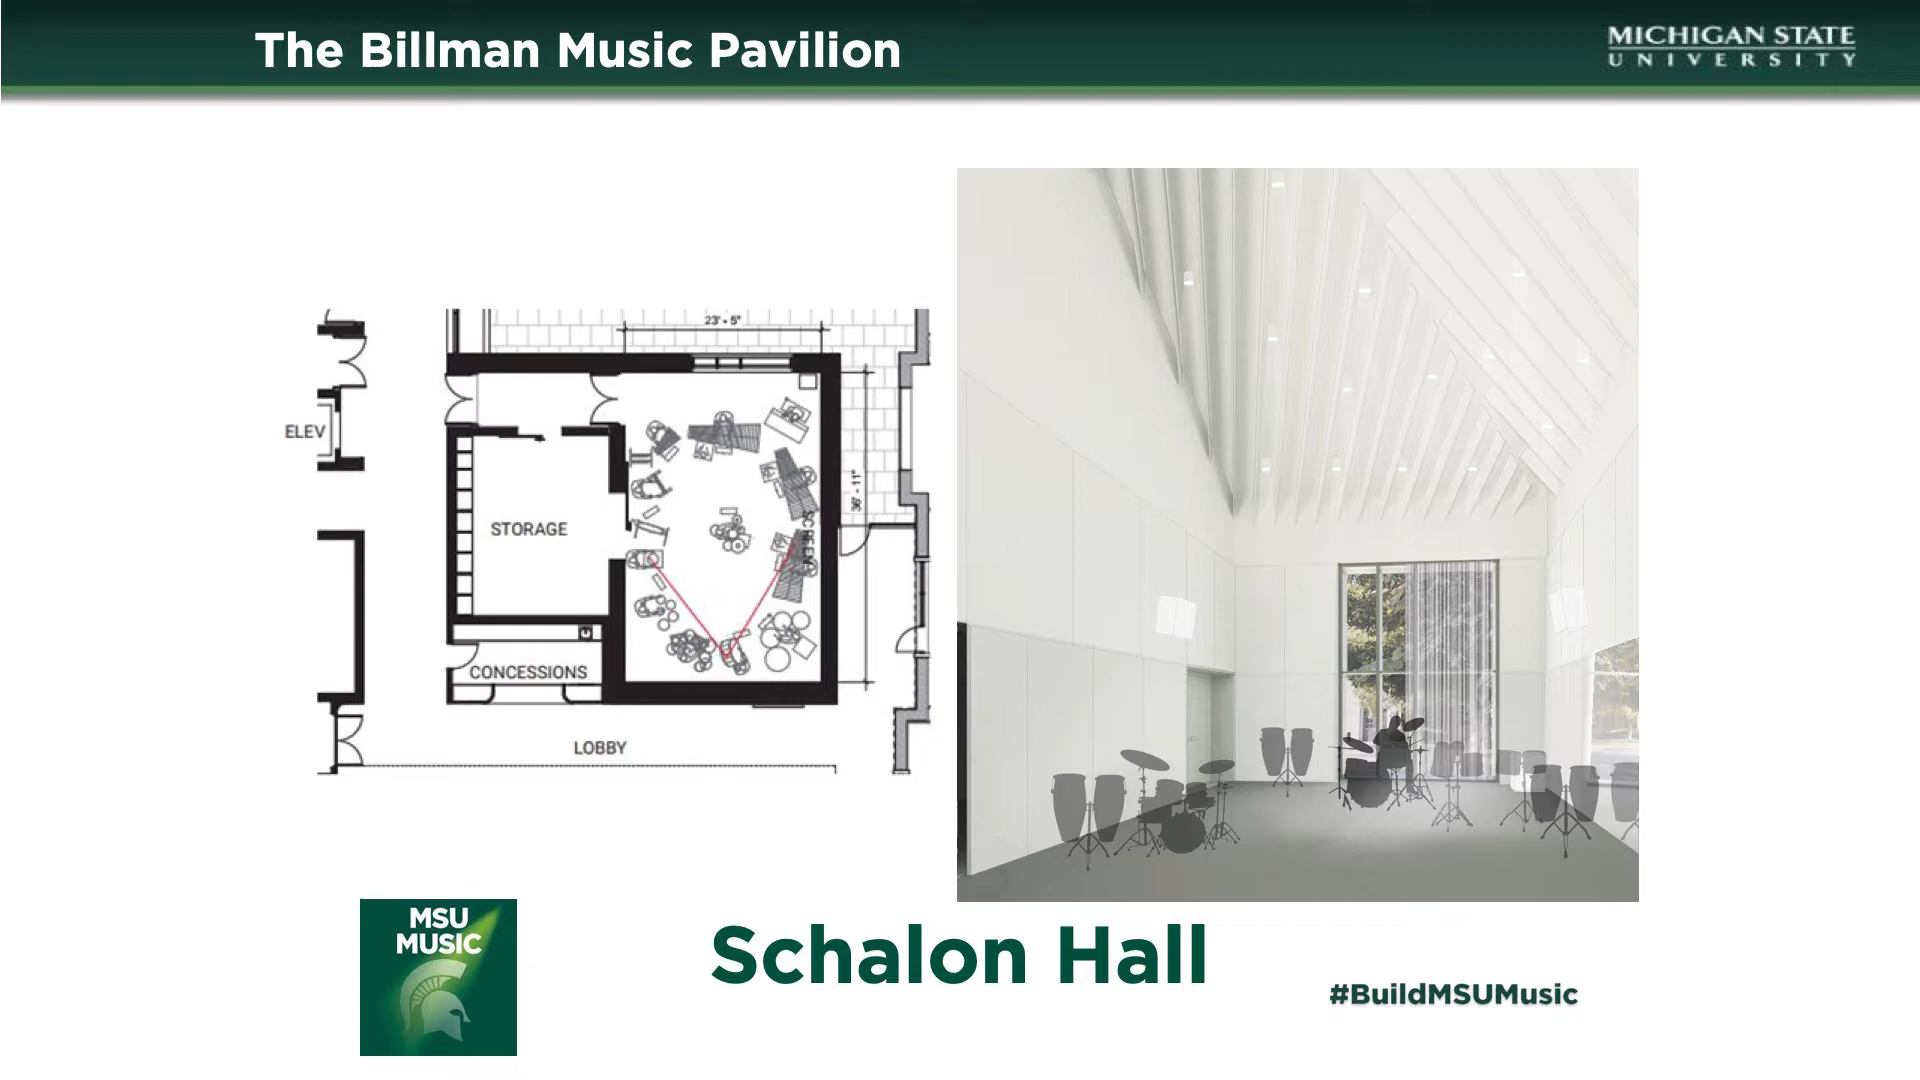 The Billman Music Pavilion
MICHIGAN STATE
UNIVERSITY
23' - 5"
ELEV
36' - 11"
SCREEN
STORAGE
CONCESSIONS
LOBBY
MSU
MUSIC
Schalon Hall
#BuildMSUMusic